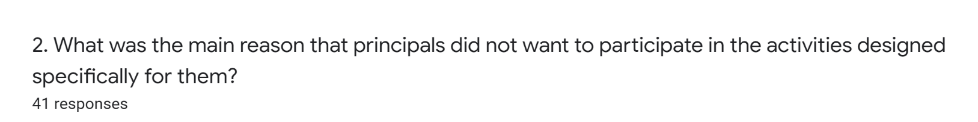 2. What was the main reason that principals did not want to participate in the activities designed
specifically for them?
41 responses